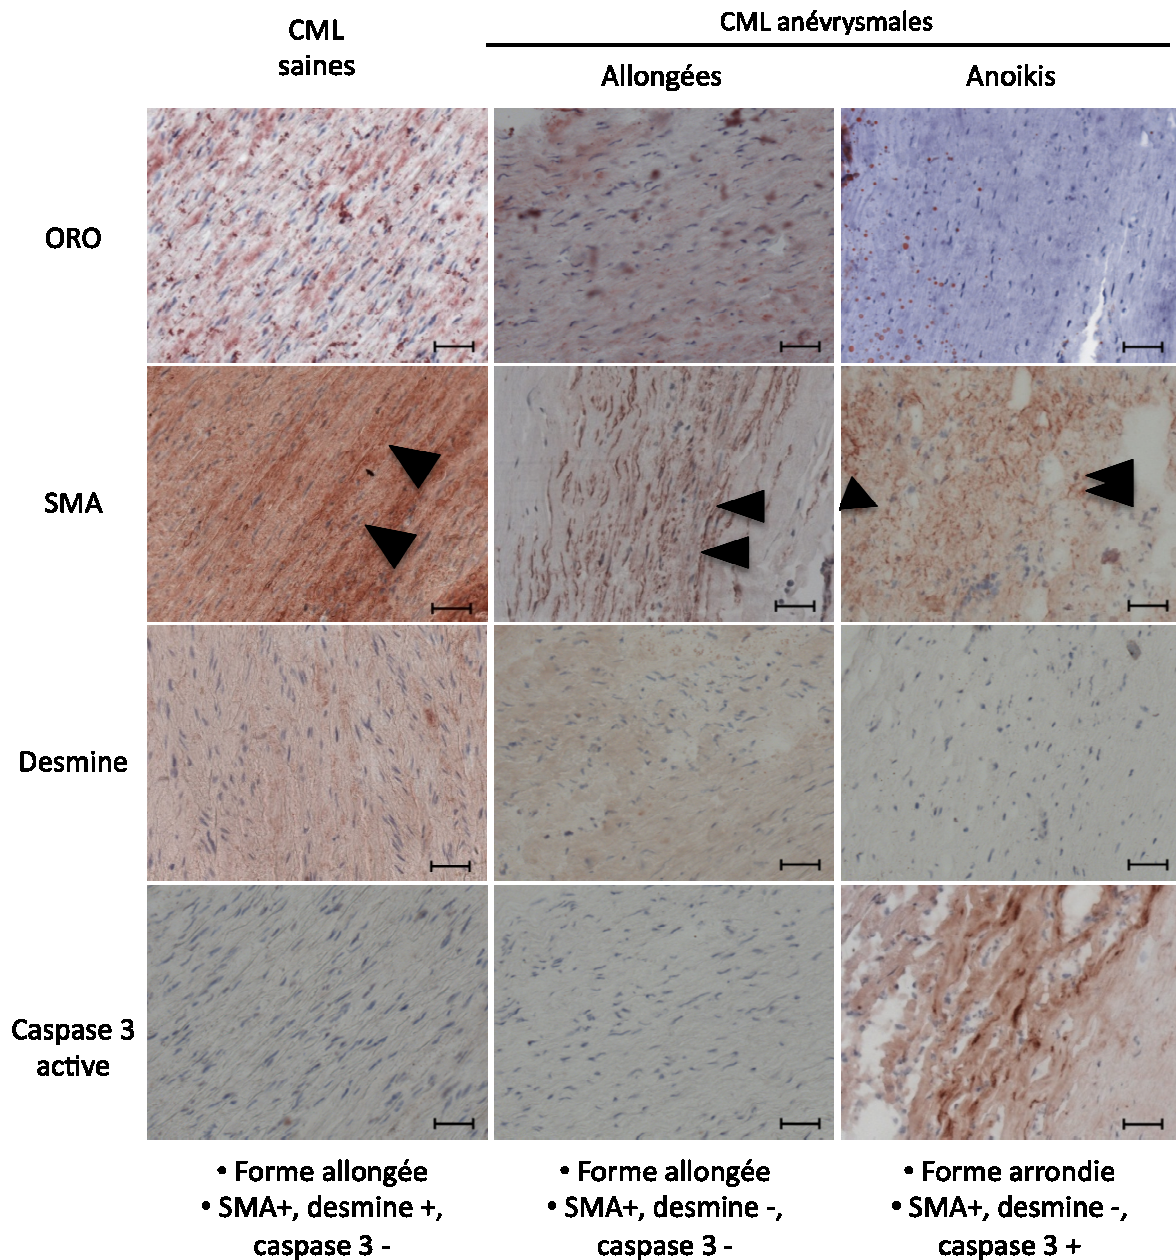 CML
saines
CML anévrysmales
Allongées
Anoikis
ORO
SMA
Desmine
Caspase 3
active
• Forme allongée
• SMA+, desmine +,
caspase 3 -
• Forme allongée
• SMA+, desmine -,
caspase 3 -
• Forme arrondie
• SMA+, desmine -,
caspase 3 +